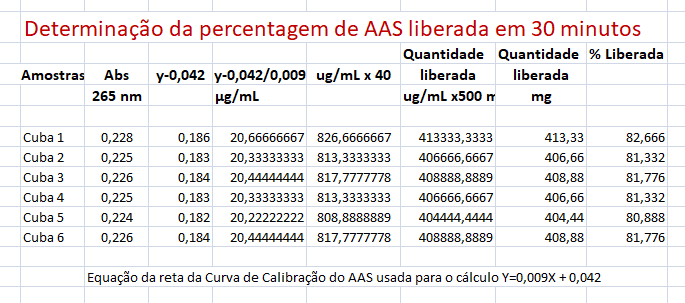 Determinação da percentagem de AAS liberada em 30 minutos
Quantidade Quantidade % Liberada
Amostras Abs y-0,042 y-0,042/0,009 ug/mL x 40 liberada liberada
265 nm µg/mL ug/mL x500 m mg
Cuba 1 0,228 0,186 20,66666667 826,6666667 413333,3333 413,33 82,666
Cuba 2 0,225 0,183 20,33333333 813,3333333 406666,6667 406,66 81,332
Cuba 3 0,226 0,184 20,44444444 817,7777778 408888,8889 408,88 81,776
Cuba 4 0,225 0,183 20,33333333 813,3333333 406666,6667 406,66 81,332
Cuba 5 0,224 0,182 20,22222222 808,8888889 404444,4444 404,44 80,888
Cuba 6 0,226 0,184 20,44444444 817,7777778 408888,8889 408,88 81,776
Equação da reta da Curva de Calibração do AAS usada para o cálculo Y=0,009X + 0,042